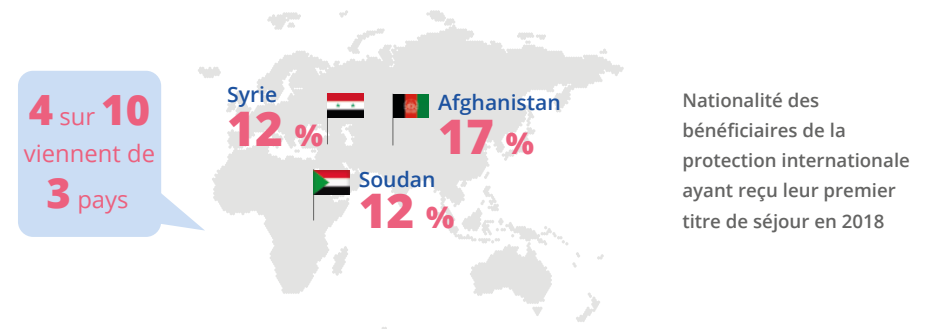 4 sur 10
viennent de
3 pays
Syrie
12 %
Afghanistan
17 %
Soudan
12 %
Nationalité des
bénéficiaires de la
protection internationale
ayant reçu leur premier
titre de séjour en 2018